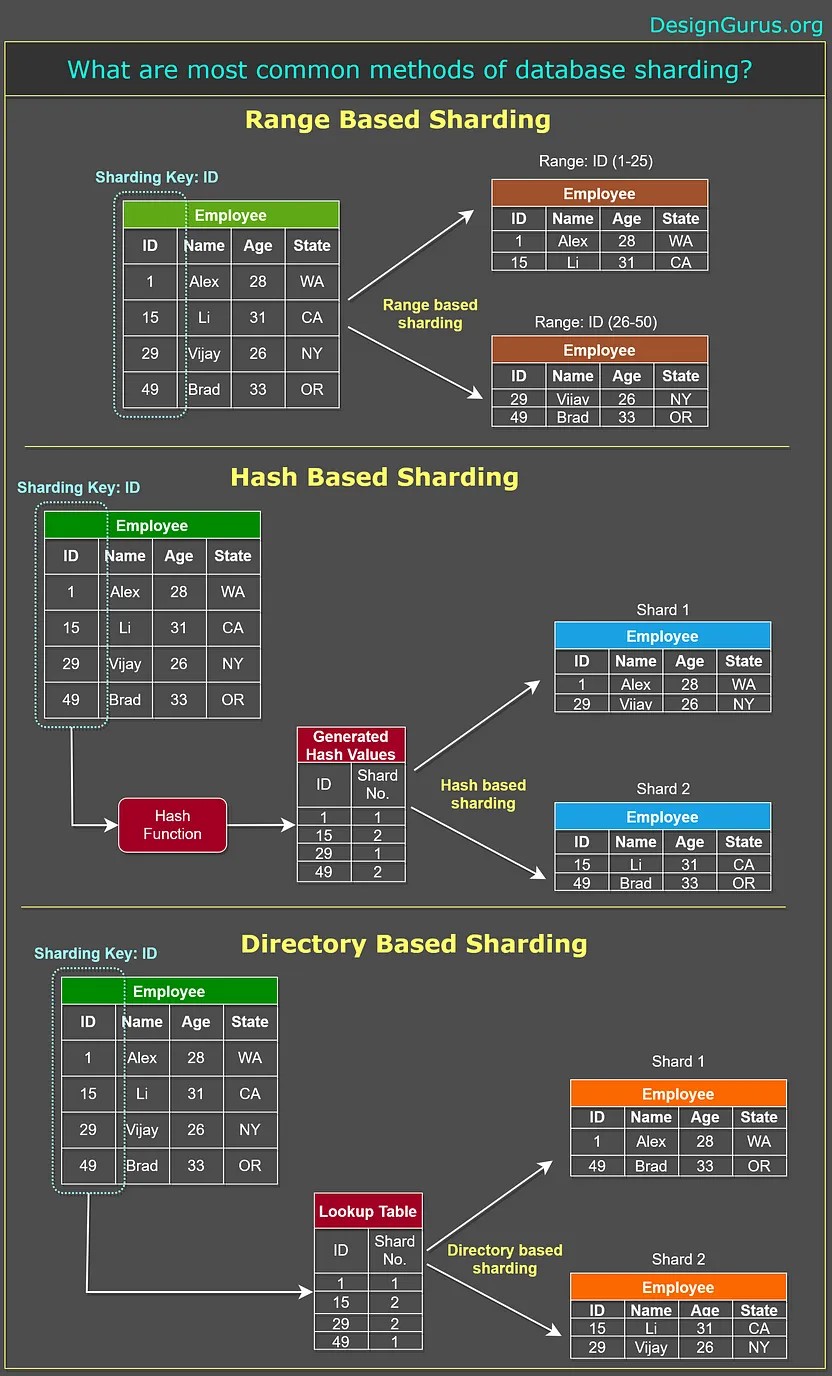 DesignGurus.org
What are most common methods of database sharding?
Range Based Sharding
Sharding Key: ID
Employee
ID Name Age State
1 Alex 28 WA
15 Li 31 CA
29 Vijay 26 NY
49 Brad 33 OR
Range based
sharding
Range: ID (1-25)
Employee
ID Name Age State
1 Alex 28 WA
15 Li 31 CA
Range: ID (26-50)
Employee
ID Name Age State
29 Vijay 26 NY
49 Brad 33 OR
Hash Based Sharding
Sharding Key: ID
Employee
ID Name Age State
1 Alex 28 WA
15 Li 31 CA
29 Vijay 26 NY
49 Brad 33 OR
Hash
Function
Generated
Hash Values
ID Shard
No.
1 1
15 2
29 1
49 2
Hash based
sharding
Shard 1
Employee
ID Name Age State
1 Alex 28 WA
29 Vijay 26 NY
Shard 2
Employee
ID Name Age State
15 Li 31 CA
49 Brad 33 OR
Directory Based Sharding
Sharding Key: ID
Employee
ID Name Age State
1 Alex 28 WA
15 Li 31 CA
29 Vijay 26 NY
49 Brad 33 OR
Lookup Table
ID Shard
No.
1 1
15 2
29 2
49 1
Directory based
sharding
Shard 1
Employee
ID Name Age State
1 Alex 28 WA
49 Brad 33 OR
Shard 2
Employee
ID Name Age State
15 Li 31 CA
29 Vijay 26 NY